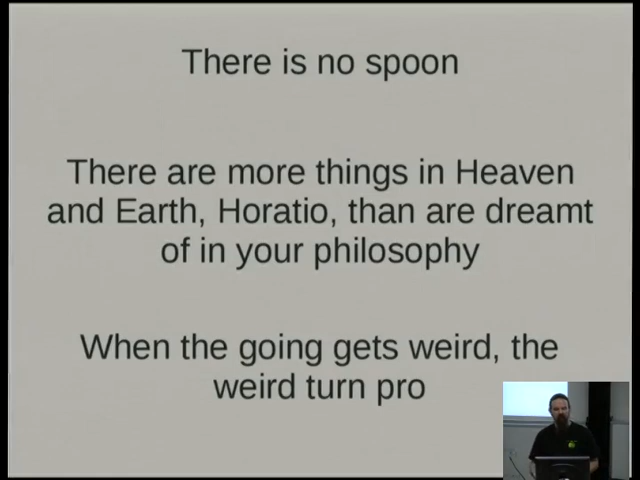 There is no spoon
There are more things in Heaven
and Earth, Horatio, than are dreamt
of in your philosophy
When the going gets weird, the
weird turn pro